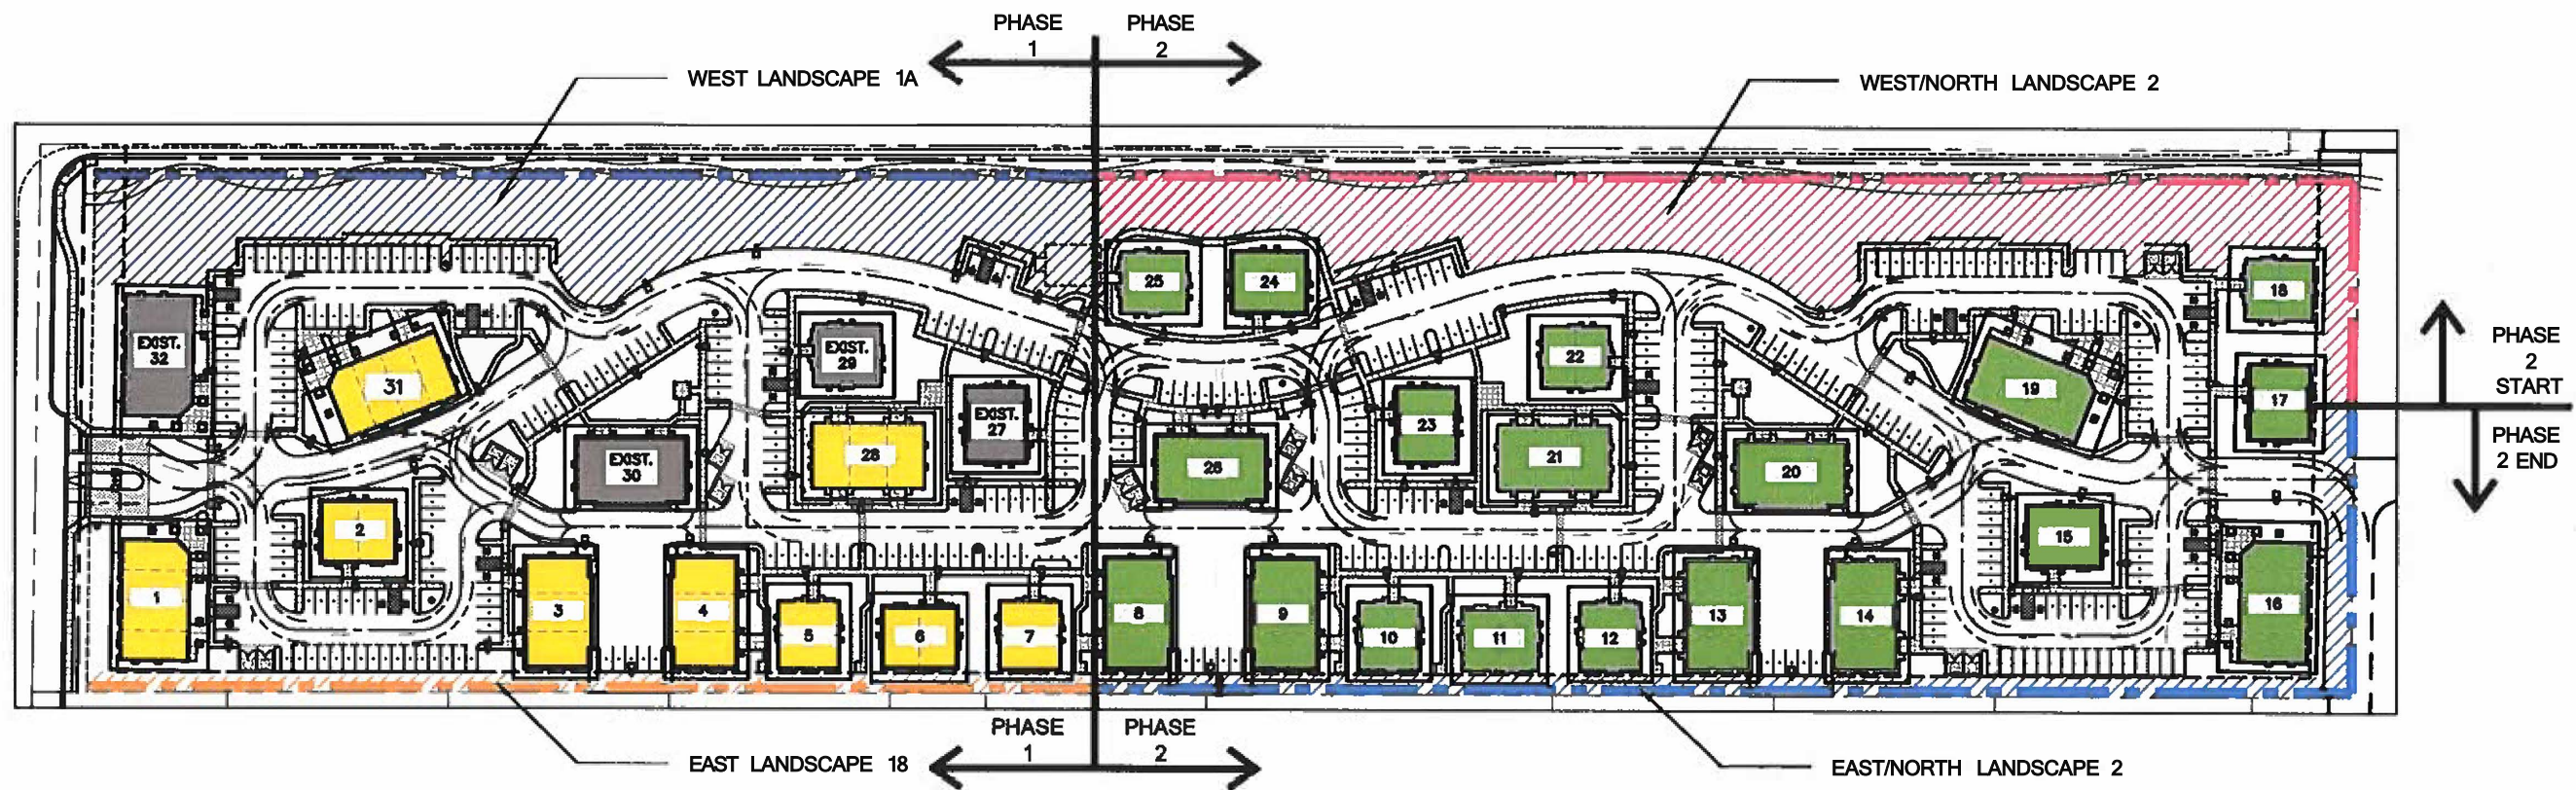 PHASE
1
PHASE
2
WEST LANDSCAPE 1A
WEST/NORTH LANDSCAPE 2
25
24
18
EXIST.
32
31
EXIST.
29
22
19
17
PHASE
2
START
EXIST.
27
23
PHASE
2 END
EXIST.
30
28
26
21
20
2
15
1
3
4
5
6
7
8
9
10
11
12
13
14
16
PHASE
1
PHASE
2
EAST LANDSCAPE 18
EAST/NORTH LANDSCAPE 2